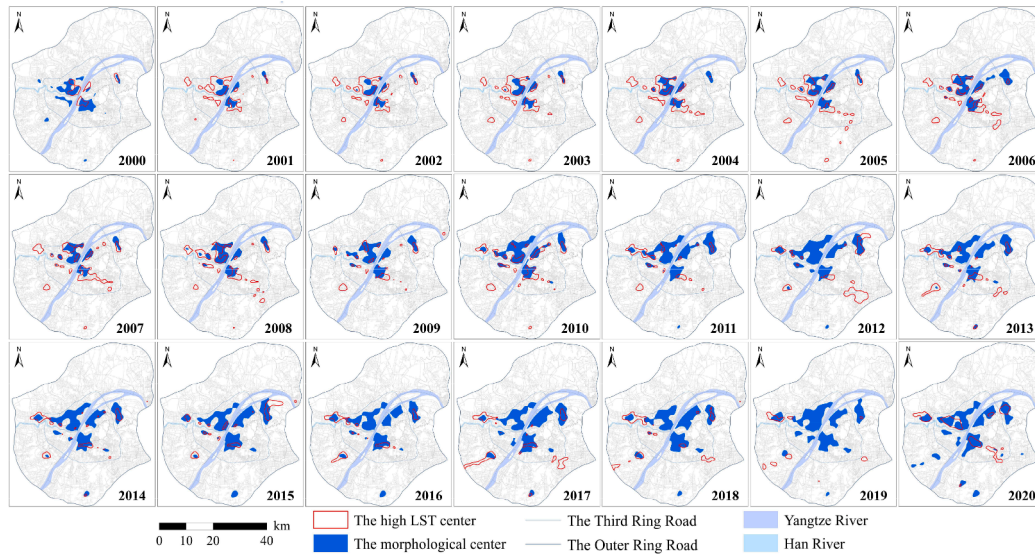 N N N N N N N
2000 2001 2002 2003 2004 2005 2006
N N N N N N N
2007 2008 2009 2010 2011 2012 2013
N N N N N N N
2014 2015 2016 2017 2018 2019 2020
km
0 10 20 40
The high LST center
The morphological center
The Third Ring Road
The Outer Ring Road
Yangtze River
Han River